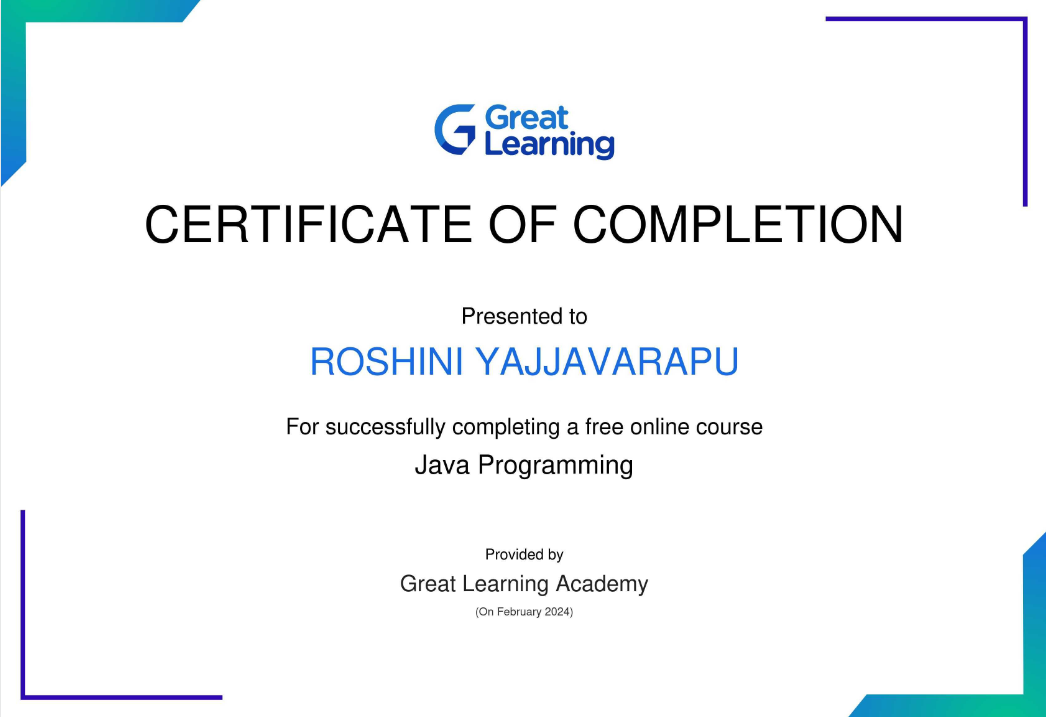 Great
Learning
CERTIFICATE OF COMPLETION
Presented to
ROSHINI YAJJAVARAPU
For successfully completing a free online course
Java Programming
Provided by
Great Learning Academy
(On February 2024)